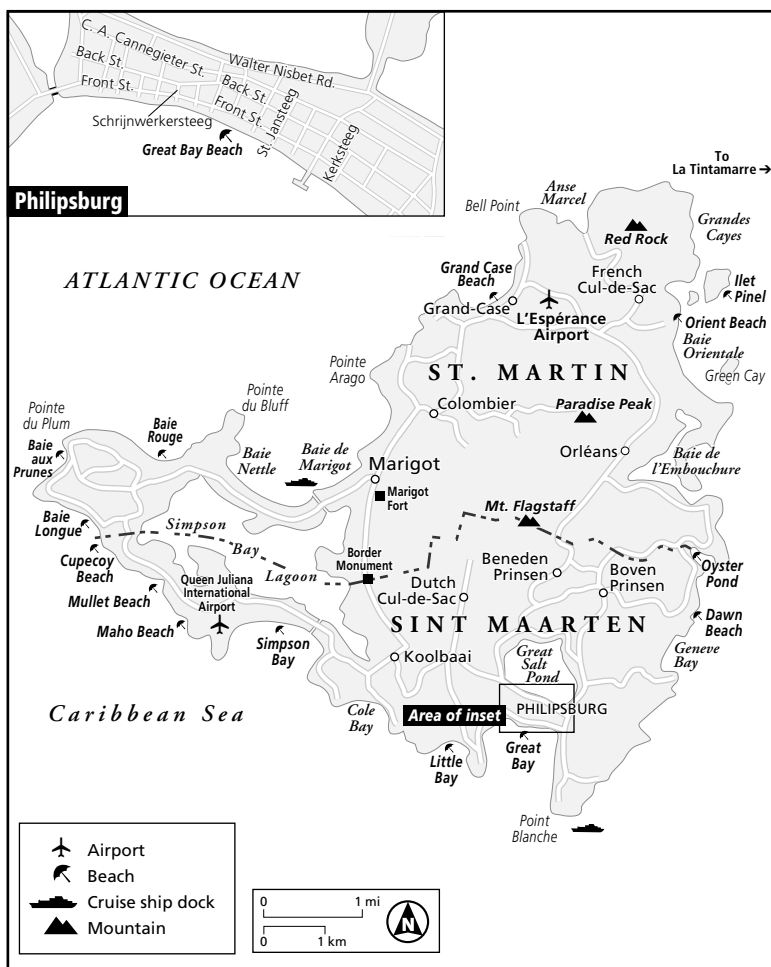 C. A. Cannegieter St.
Walter Nisbet Rd.
Back St.
Back St.
Front St.
Front St.
Schrijnwerkersteeg
St. Jansteeg
Kerksteeg
Great Bay Beach
Philipsburg
To
La Tintamarre
Anse
Marcel
Bell Point
Grandes
Cayes
Red Rock
ATLANTIC OCEAN
Grand Case
Beach
French
Cul-de-Sac
Ilet
Pinel
Grand-Case
L'Espérance
Airport
Orient Beach
Baie
Orientale
Pointe
Arago
ST. MARTIN
Green Cay
Pointe
du Bluff
Colombier
Paradise Peak
Pointe
du Plum
Baie
Rouge
Baie
aux
Prunes
Baie
Nettle
Baie de
Marigot
Marigot
Orléans
Baie de
l'Embouchure
Marigot
Fort
Mt. Flagstaff
Baie
Longue
Simpson
Bay
Lagoon
Cupecoy
Beach
Border
Monument
Beneden
Prinsen
Boven
Prinsen
Oyster
Pond
Queen Juliana
International
Airport
Dutch
Cul-de-Sac
Mullet Beach
Maho Beach
Simpson
Bay
SINT MAARTEN
Dawn
Beach
Geneve
Bay
Koolbaai
Great
Salt
Pond
Caribbean Sea
Cole
Bay
Area of inset
PHILIPSBURG
Little
Bay
Great
Bay
Point
Blanche
Airport
Beach
Cruise ship dock
Mountain
0 1 mi
0 1 km
N